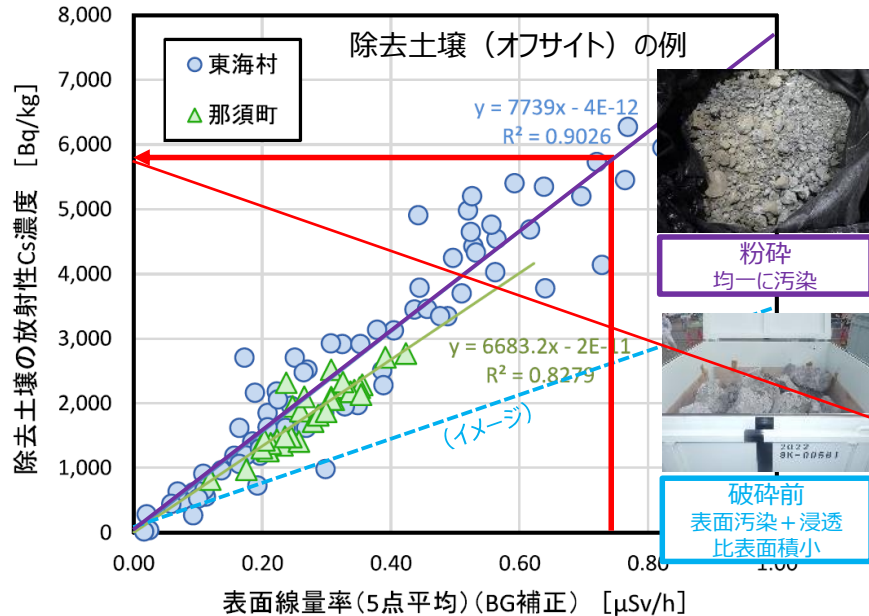 除去土壌（オフサイト）の例
東海村
那須町
y = 7739x - 4E-12
R² = 0.9026
y = 6683.2x - 2E-11
R² = 0.8279
(イメージ)
粉砕
均一に汚染
2022
8K-00581
破砕前
表面汚染＋浸透
比表面積小
除去土壌の放射性Cs濃度 [Bq/kg]
8,000
7,000
6,000
5,000
4,000
3,000
2,000
1,000
0
0.00
0.20
0.40
0.60
0.80
1.00
表面線量率(5点平均)(BG補正) [μSv/h]